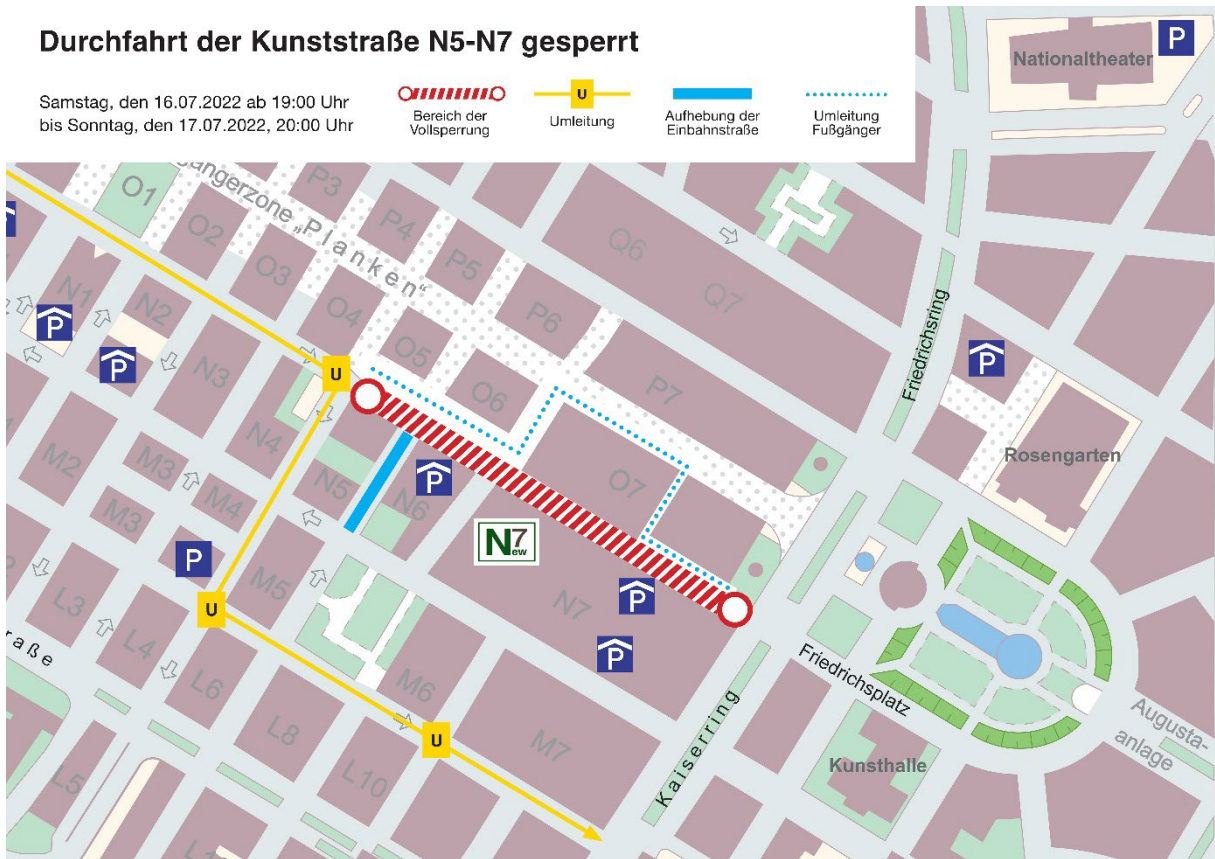 Durchfahrt der Kunststraße N5-N7 gesperrt
Samstag, den 16.07.2022 ab 19:00 Uhr
bis Sonntag, den 17.07.2022, 20:00 Uhr
Bereich der
Vollsperrung
U
Umleitung
Aufhebung der
Einbahnstraße
Umleitung
Fußgänger
Nationaltheater
P
gängerzone „Planken“
O1
O2
O3
O4
O5
O6
O7
P3
P4
P5
P6
P7
Q6
Q7
N1
N2
N3
N4
N5
N6
N7
N7
ew
M2
M3
M3
M4
M5
M6
M7
L3
L4
L5
L6
L8
L10
U
U
U
P
P
P
P
P
P
P
P
Friedrichsring
Rosengarten
Friedrichsplatz
Kaiserring
Kunsthalle
Augusta-
anlage
raße